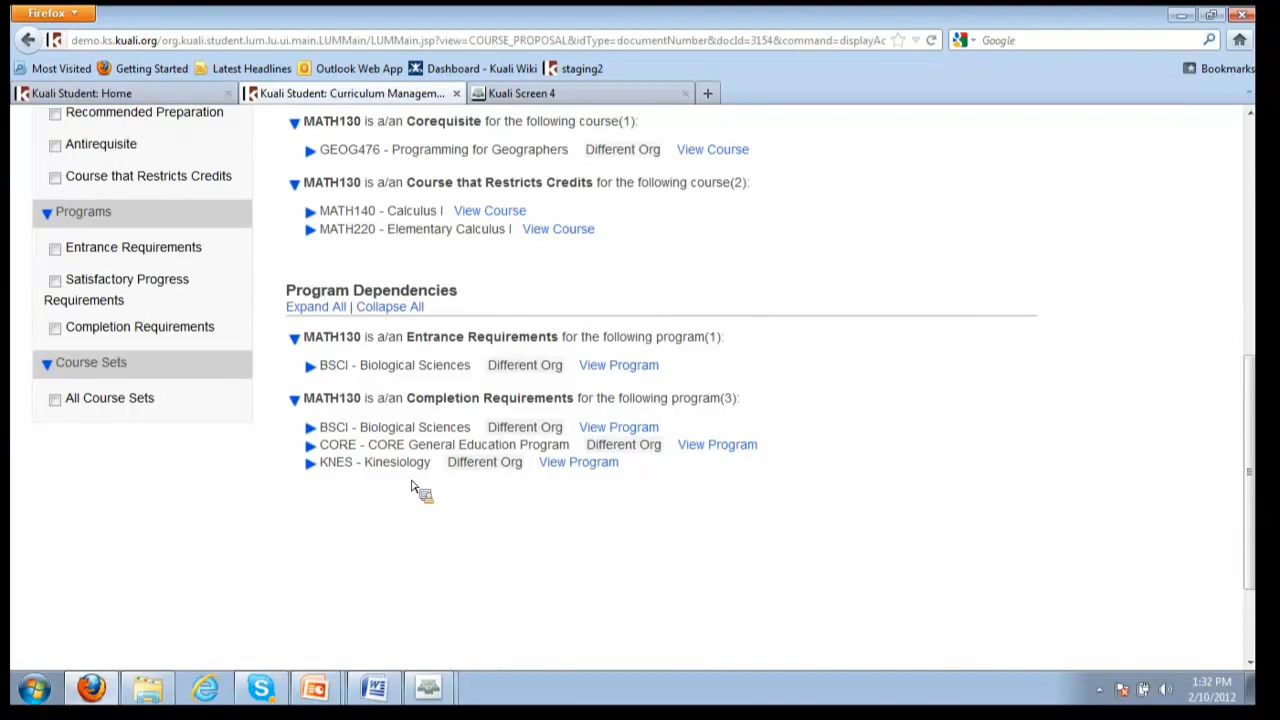 Firefox
demo.ks.kuali.org/org.kuali.student.lum.lu.ui.main.LUMMain/LUMMain.jsp?view=COURSE_PROPOSAL&idType=documentNumber&docId=3154&command=displayAc
Google
Most Visited Getting Started Latest Headlines Outlook Web App Dashboard - Kuali Wiki staging2 Bookmarks
Kuali Student: Home Kuali Student: Curriculum Managem... Kuali Screen 4
Recommended Preparation
Antirequisite
Course that Restricts Credits
Programs
Entrance Requirements
Satisfactory Progress
Requirements
Completion Requirements
Course Sets
All Course Sets
MATH130 is a/an Corequisite for the following course(1):
GEOG476 - Programming for Geographers Different Org View Course
MATH130 is a/an Course that Restricts Credits for the following course(2):
MATH140 - Calculus I View Course
MATH220 - Elementary Calculus I View Course
Program Dependencies
Expand All | Collapse All
MATH130 is a/an Entrance Requirements for the following program(1):
BSCI - Biological Sciences Different Org View Program
MATH130 is a/an Completion Requirements for the following program(3):
BSCI - Biological Sciences Different Org View Program
CORE - CORE General Education Program Different Org View Program
KNES - Kinesiology Different Org View Program
1:32 PM
2/10/2012